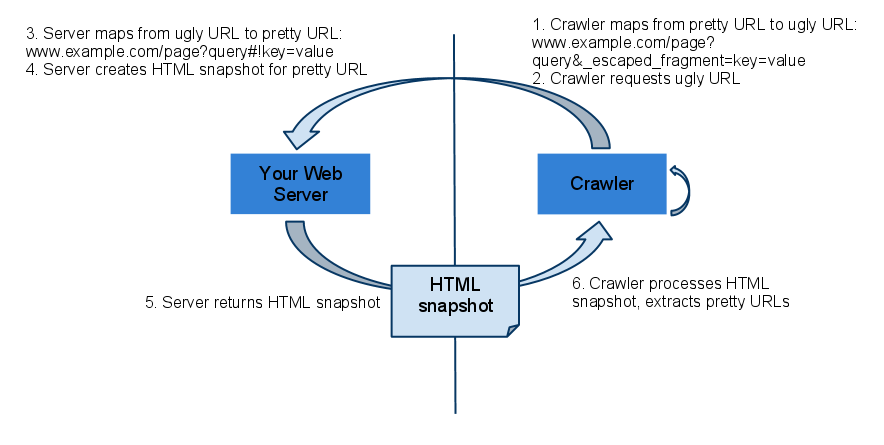 3. Server maps from ugly URL to pretty URL:
www.example.com/page?query#!key=value
4. Server creates HTML snapshot for pretty URL
1. Crawler maps from pretty URL to ugly URL:
www.example.com/page?
query&_escaped_fragment=key=value
2. Crawler requests ugly URL
Your Web
Server
Crawler
HTML
snapshot
5. Server returns HTML snapshot
6. Crawler processes HTML
snapshot, extracts pretty URLs